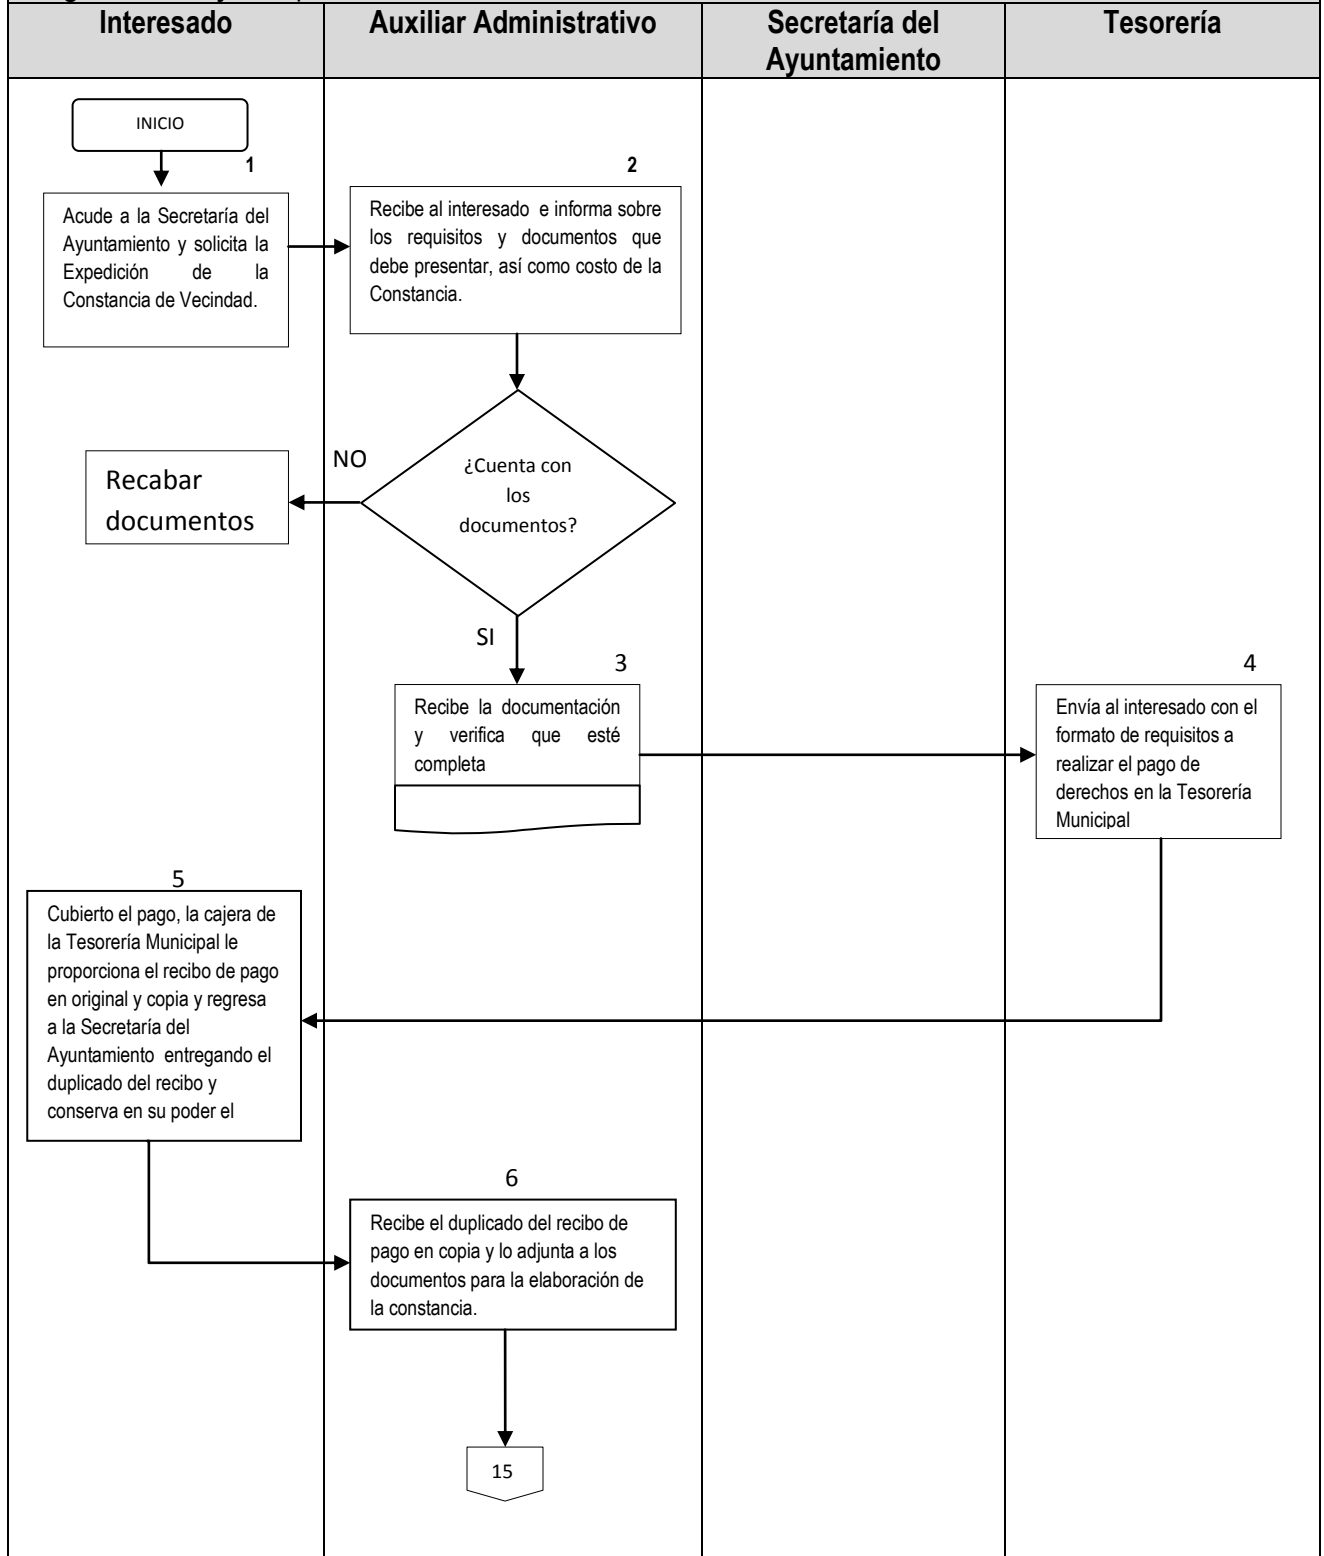 Interesado
Auxiliar Administrativo
Secretaría del
Ayuntamiento
Tesorería
INICIO
1
Acude a la Secretaría del
Ayuntamiento y solicita la
Expedición de la
Constancia de Vecindad.
2
Recibe al interesado e informa sobre
los requisitos y documentos que
debe presentar, así como costo de la
Constancia.
NO
¿Cuenta con
los
documentos?
Recabar
documentos
SI
3
Recibe la documentación
y verifica que esté
completa
4
Envía al interesado con el
formato de requisitos a
realizar el pago de
derechos en la Tesorería
Municipal
5
Cubierto el pago, la cajera de
la Tesorería Municipal le
proporciona el recibo de pago
en original y copia y regresa
a la Secretaría del
Ayuntamiento entregando el
duplicado del recibo y
conserva en su poder el
6
Recibe el duplicado del recibo de
pago en copia y lo adjunta a los
documentos para la elaboración de
la constancia.
15